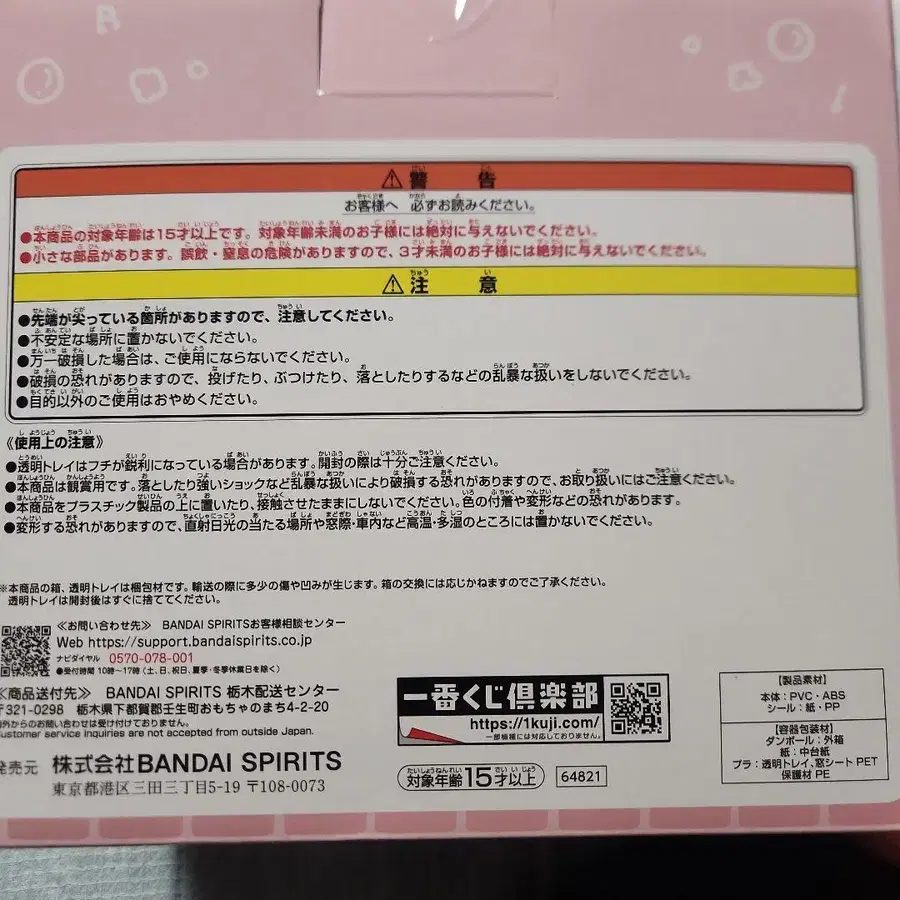 ⚠警 告
お客様へ 必ずお読みください。
●本商品の対象年齢は15才以上です。対象年齢未満のお子様には絶対に与えないでください。
●小さな部品があります。誤飲・窒息の危険がありますので、3才未満のお子様には絶対に与えないでください。
⚠注 意
●先端が尖っている箇所がありますので、注意してください。
●不安定な場所に置かないでください。
●万一破損した場合は、ご使用にならないでください。
●破損の恐れがありますので、投げたり、ぶつけたり、落としたりするなどの乱暴な扱いをしないでください。
●目的以外のご使用はおやめください。
《使用上の注意》
●透明トレイはフチが鋭利になっている場合があります。開封の際は十分ご注意ください。
●本商品は観賞用です。落としたり強いショックなど乱暴な扱いにより破損する恐れがありますので、お取り扱いにはご注意ください。
●本商品をプラスチック製品の上に置いたり、接触させたままにしないでください。色の付着や変形などの恐れがあります。
●変形する恐れがありますので、直射日光の当たる場所や窓際・車内など高温・多湿のところには置かないでください。
※本商品の箱、透明トレイは梱包材です。輸送の際に多少の傷や凹みが生じます。箱の交換には応じかねますのでご了承ください。
透明トレイは開封後はすぐに捨ててください。
≪お問い合わせ先≫ BANDAI SPIRITSお客様相談センター
Web https://support.bandaispirits.co.jp
ナビダイヤル 0570-078-001
●受付時間 10時〜17時(土、日、祝日、夏季・冬季休業日を除く)
≪商品送付先≫ BANDAI SPIRITS 栃木配送センター
〒321-0298 栃木県下都賀郡壬生町おもちゃのまち4-2-20
海外からのお問い合わせは受け付けておりません。
Customer service inquiries are not accepted from outside Japan.
発売元 株式会社BANDAI SPIRITS
東京都港区三田三丁目5-19 〒108-0073
一番くじ倶楽部
https://1kuji.com/
一部機種には対応しておりません。
対象年齢15才以上
64821
【製品素材】
本体:PVC・ABS
シール:紙・PP
【容器包装材】
ダンボール:外箱
紙:中台紙
プラ:透明トレイ、窓シート PET
保護材 PE